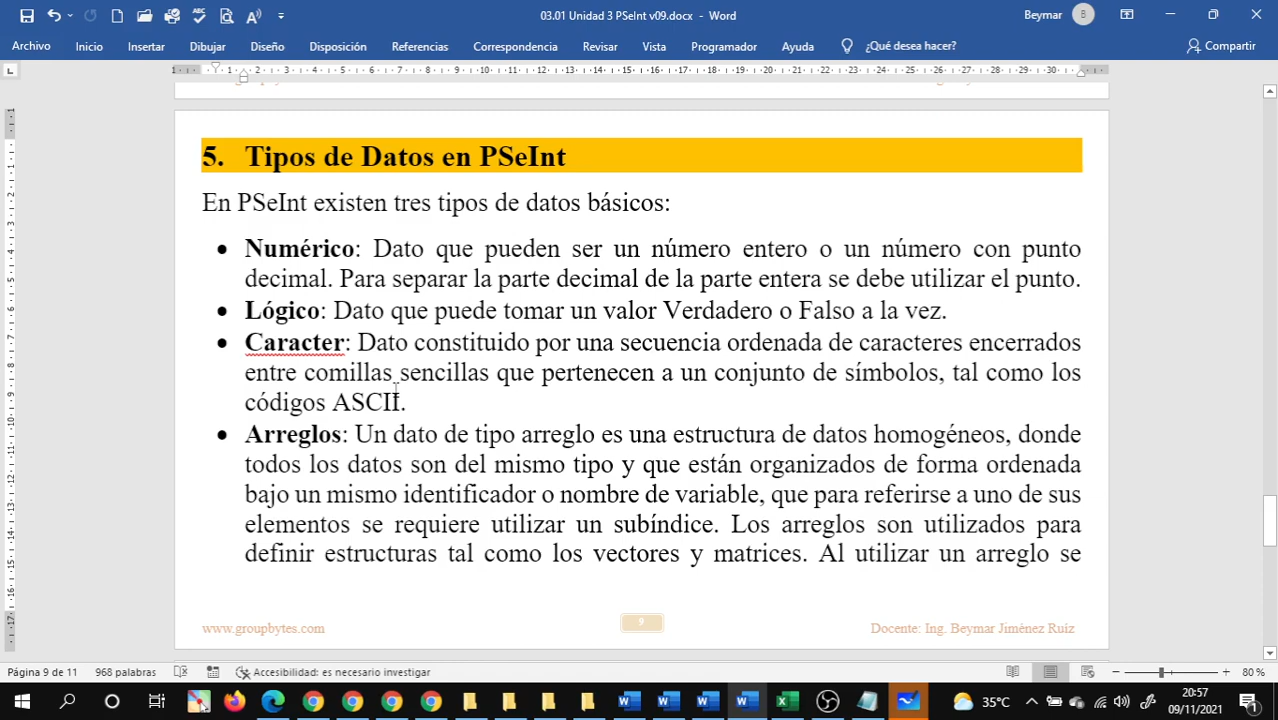 03.01 Unidad 3 PSeInt v09.docx - Word
Beymar
B
Archivo Inicio Insertar Dibujar Diseño Disposición Referencias Correspondencia Revisar Vista Programador Ayuda ¿Qué desea hacer? Compartir
5. Tipos de Datos en PSeInt
En PSeInt existen tres tipos de datos básicos:
• Numérico: Dato que pueden ser un número entero o un número con punto
decimal. Para separar la parte decimal de la parte entera se debe utilizar el punto.
• Lógico: Dato que puede tomar un valor Verdadero o Falso a la vez.
• Caracter: Dato constituido por una secuencia ordenada de caracteres encerrados
entre comillas sencillas que pertenecen a un conjunto de símbolos, tal como los
códigos ASCII.
• Arreglos: Un dato de tipo arreglo es una estructura de datos homogéneos, donde
todos los datos son del mismo tipo y que están organizados de forma ordenada
bajo un mismo identificador o nombre de variable, que para referirse a uno de sus
elementos se requiere utilizar un subíndice. Los arreglos son utilizados para
definir estructuras tal como los vectores y matrices. Al utilizar un arreglo se
www.groupbytes.com 9 Docente: Ing. Beymar Jiménez Ruíz
Página 9 de 11 968 palabras Accesibilidad: es necesario investigar 80 %
35°C 20:57
09/11/2021 1